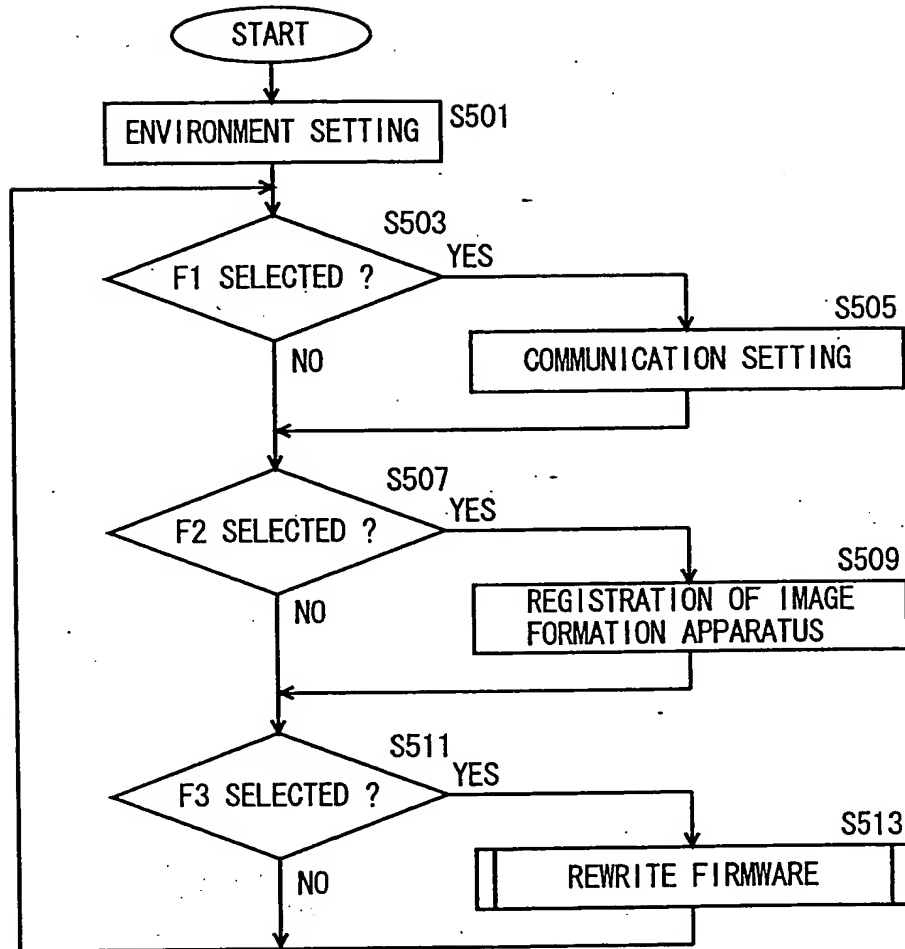 START
ENVIRONMENT SETTING
S501
S503
F1 SELECTED ?
YES
NO
S505
COMMUNICATION SETTING
S507
F2 SELECTED ?
YES
NO
S509
REGISTRATION OF IMAGE
FORMATION APPARATUS
S511
F3 SELECTED ?
YES
NO
S513
REWRITE FIRMWARE